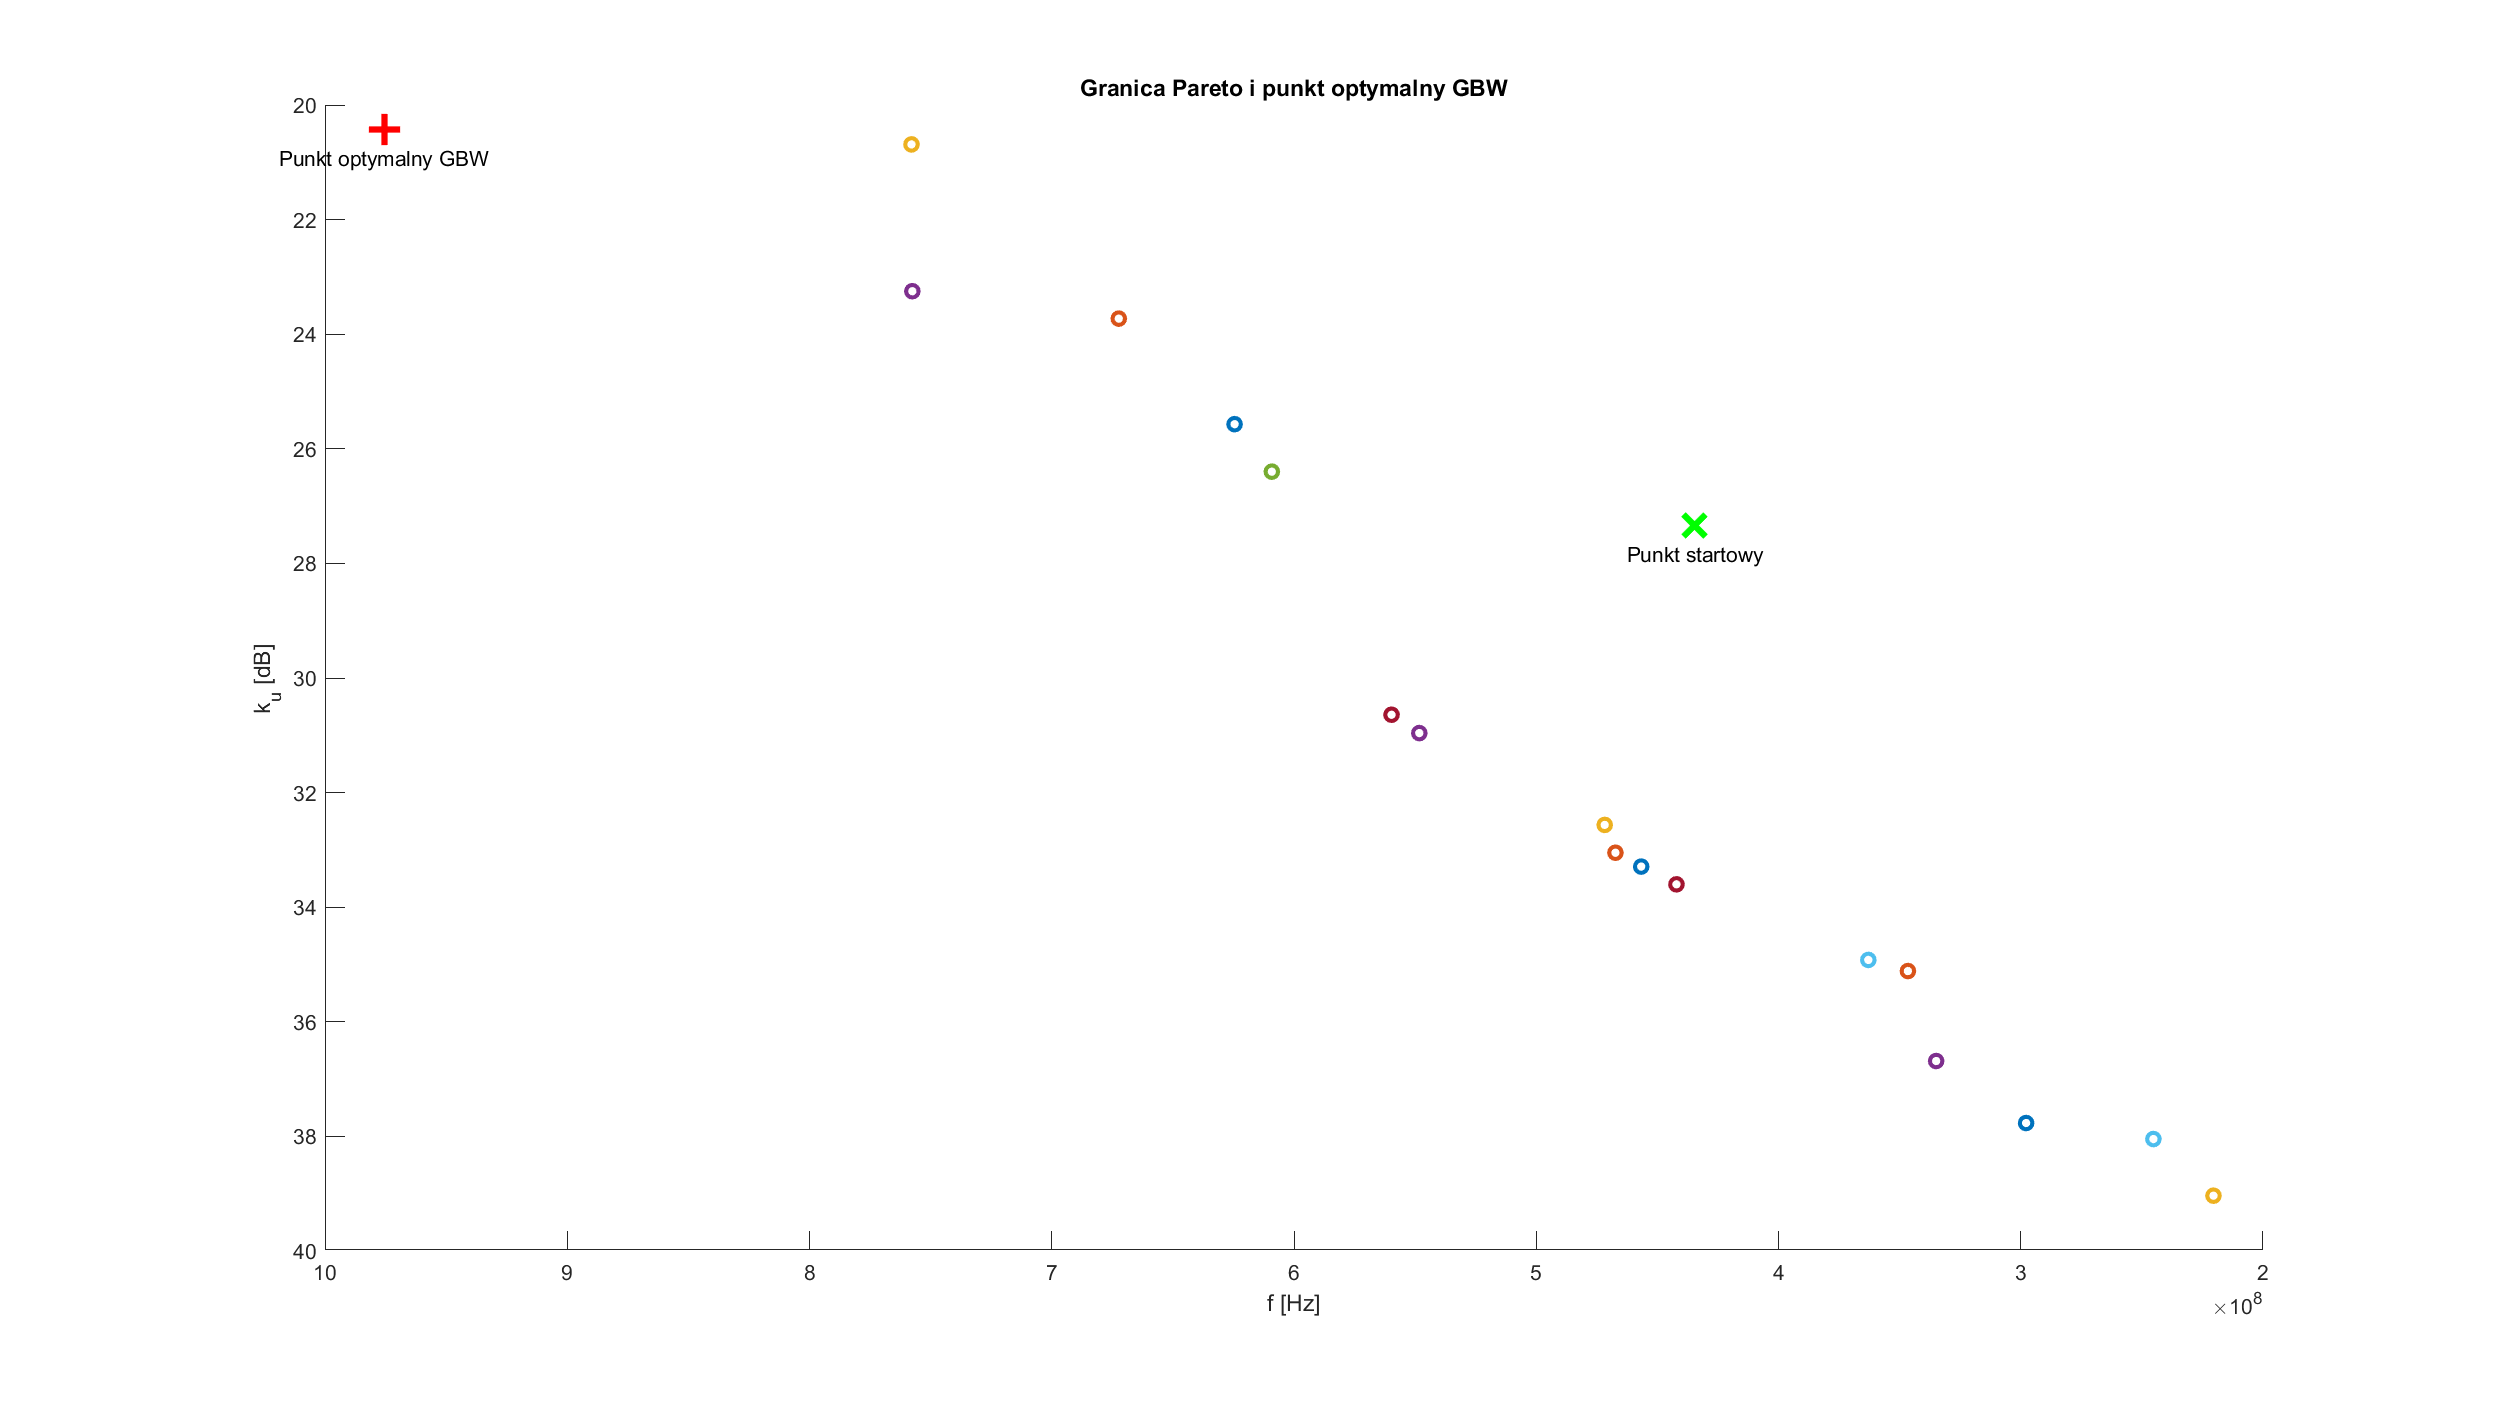 Granica Pareto i punkt optymalny GBW
20
Punkt optymalny GBW
22
24
26
Punkt startowy
28
k_u [dB]
30
32
34
36
38
40
10 9 8 7 6 5 4 3 2
f [Hz]
×10^8